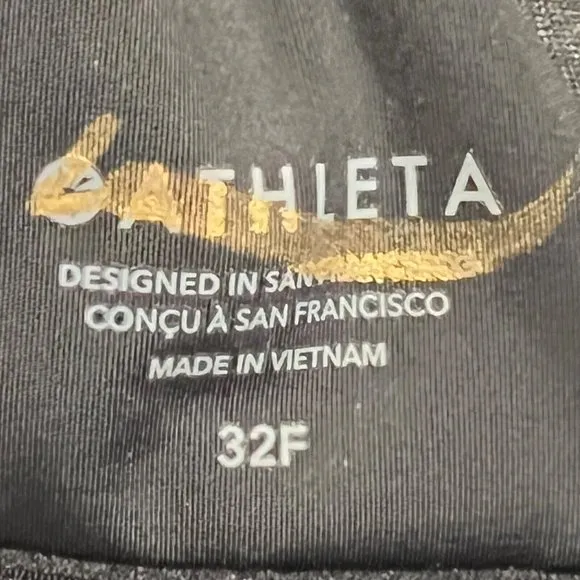 ATHLETA
DESIGNED IN SAN
CONÇU À SAN FRANCISCO
MADE IN VIETNAM
32F